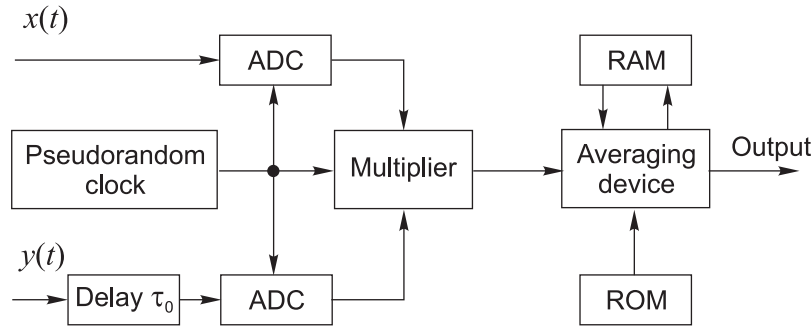 x(t)
ADC
RAM
Pseudorandom
clock
Multiplier
Averaging
device
Output
y(t)
Delay τ0
ADC
ROM